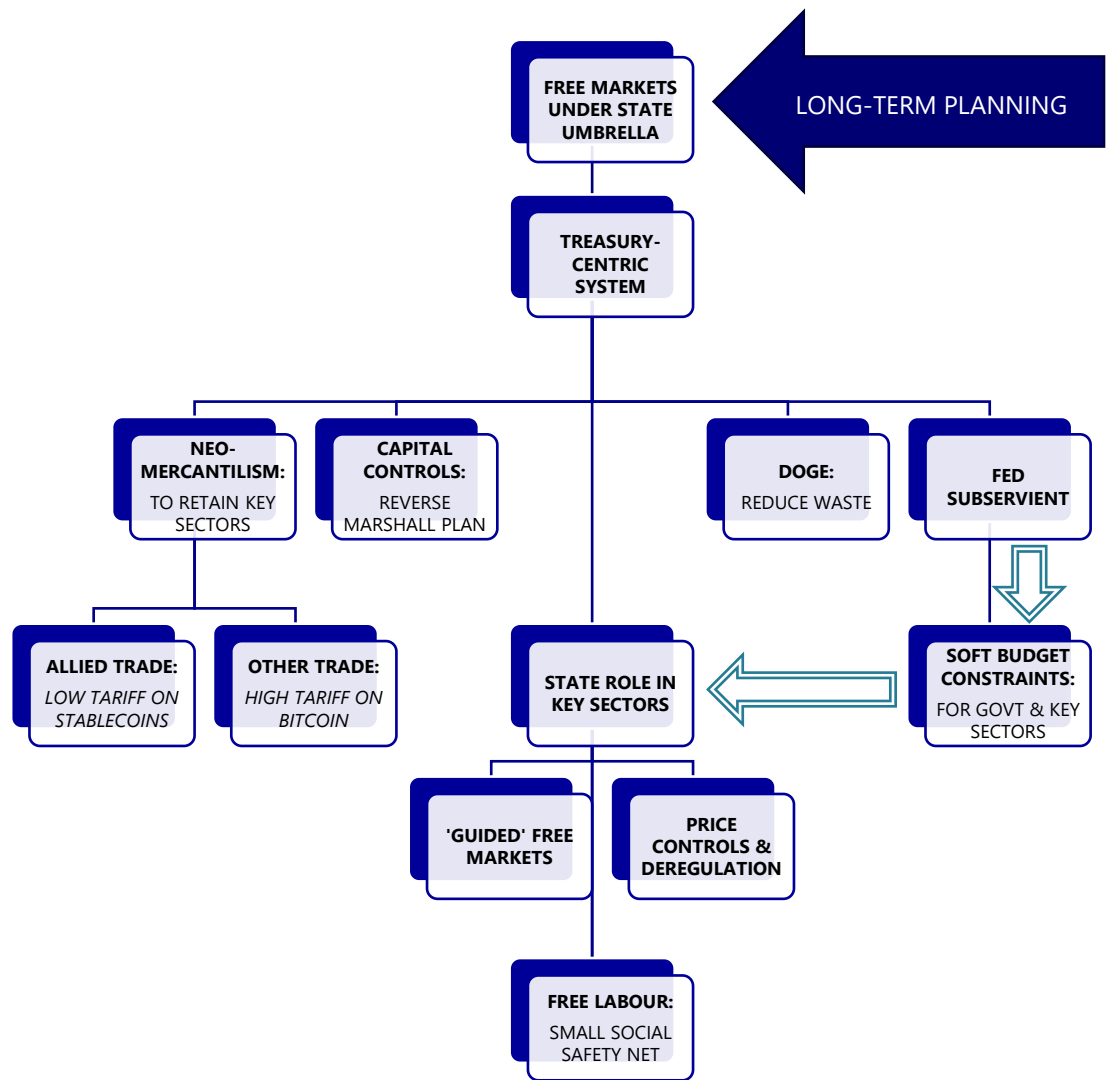 FREE MARKETS
UNDER STATE
UMBRELLA
LONG-TERM PLANNING
TREASURY-
CENTRIC
SYSTEM
NEO-
MERCANTILISM:
TO RETAIN KEY
SECTORS
CAPITAL
CONTROLS:
REVERSE
MARSHALL PLAN
DOGE:
REDUCE WASTE
FED
SUBSERVIENT
ALLIED TRADE:
LOW TARIFF ON
STABLECOINS
OTHER TRADE:
HIGH TARIFF ON
BITCOIN
STATE ROLE IN
KEY SECTORS
SOFT BUDGET
CONSTRAINTS:
FOR GOVT & KEY
SECTORS
'GUIDED' FREE
MARKETS
PRICE
CONTROLS &
DEREGULATION
FREE LABOUR:
SMALL SOCIAL
SAFETY NET